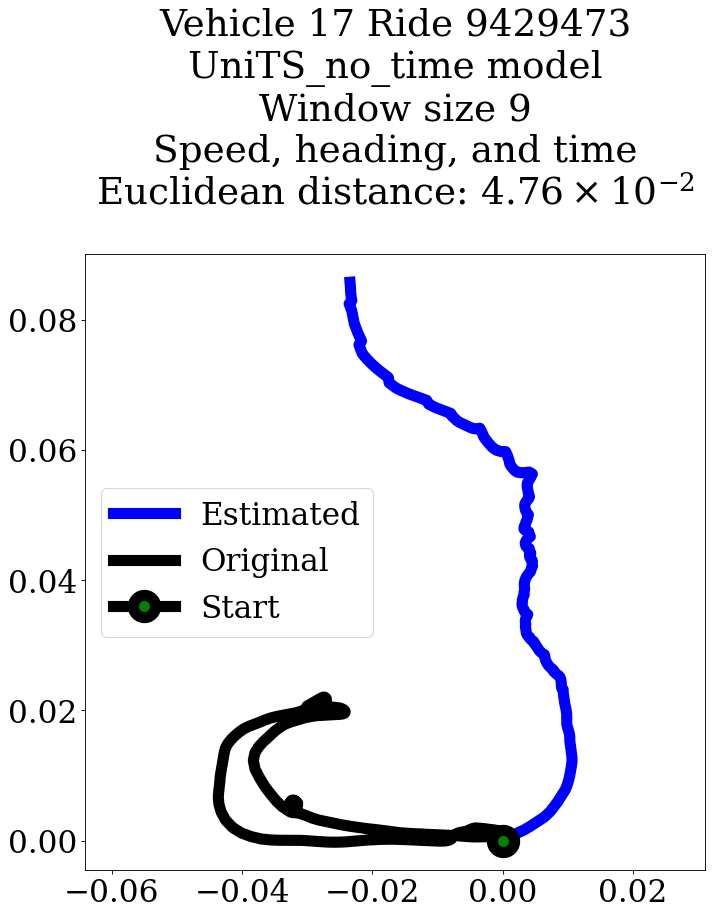 Vehicle 17 Ride 9429473
UniTS_no_time model
Window size 9
Speed, heading, and time
Euclidean distance: 4.76 × 10⁻²
0.08
0.06
Estimated
Original
0.04
Start
0.02
0.00
−0.06 −0.04 −0.02 0.00 0.02